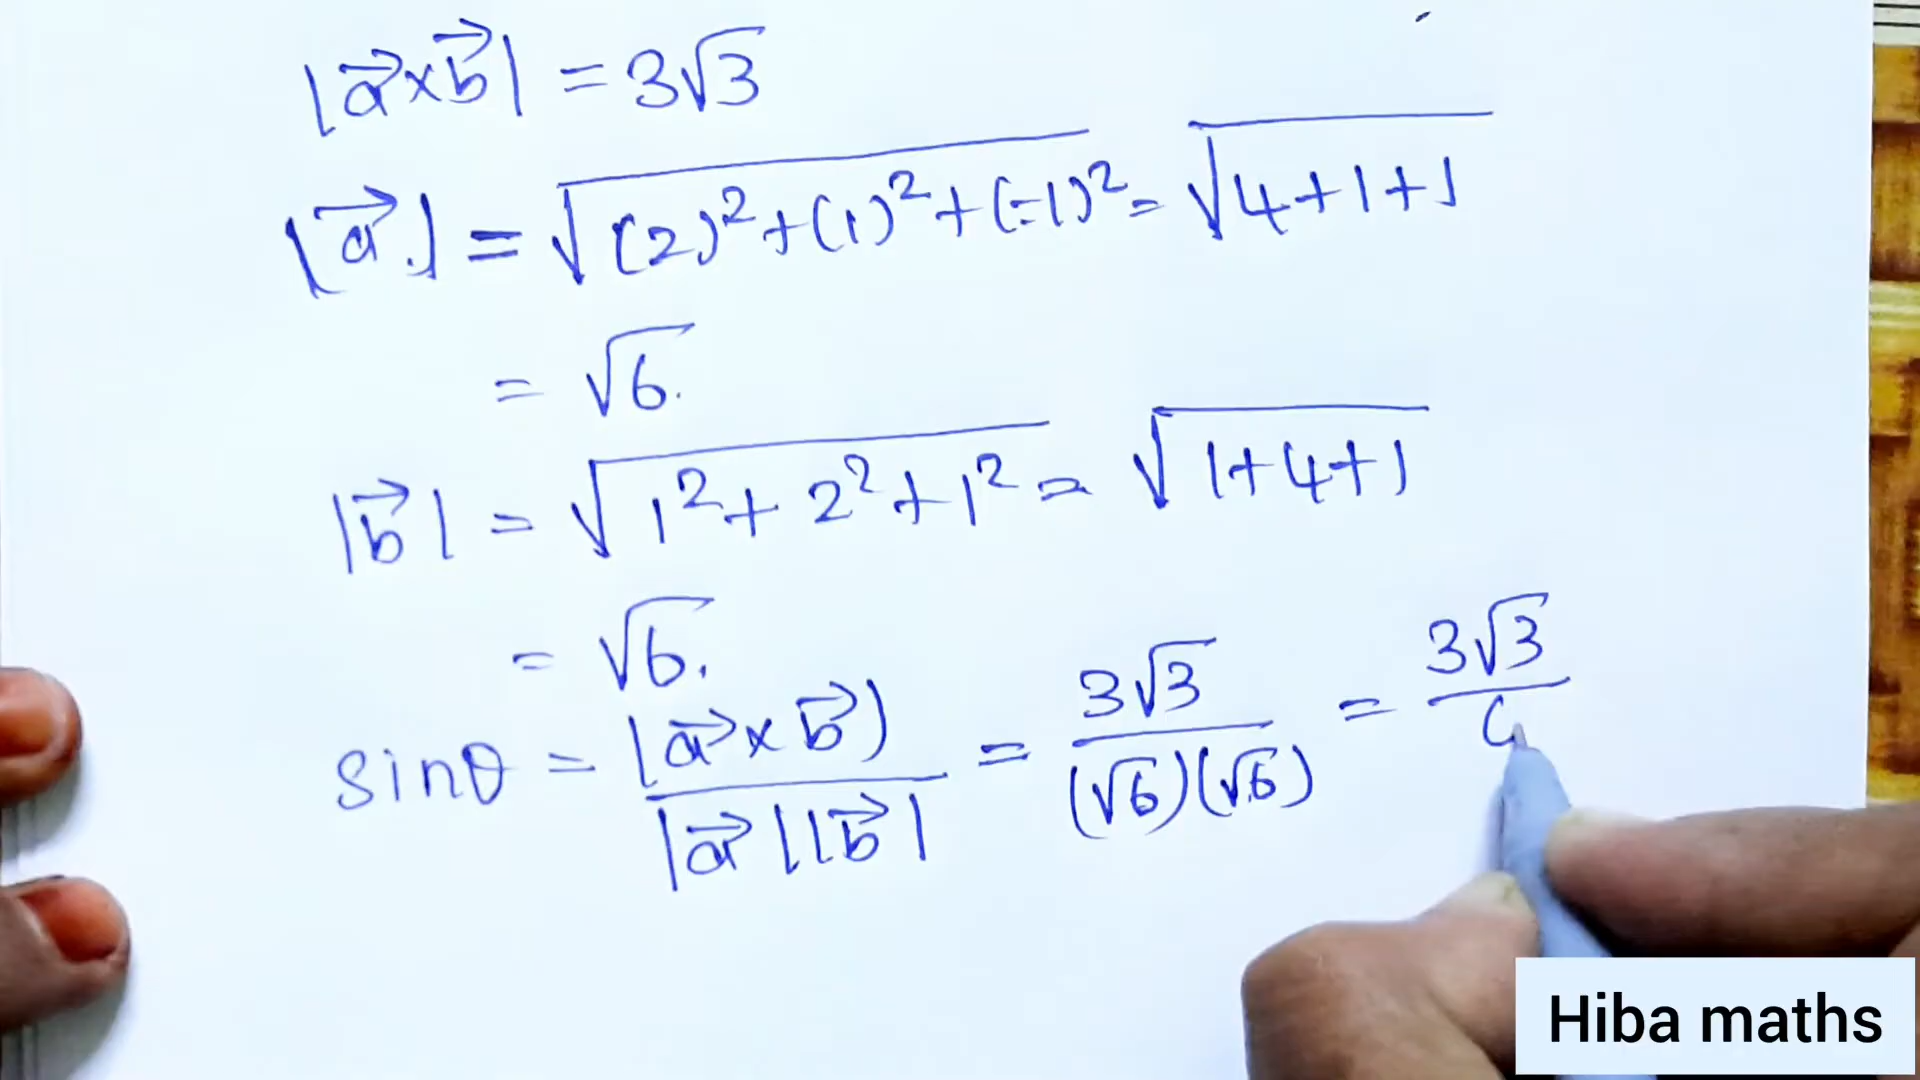 |a⃗×b⃗| = 3√3
|a⃗.| = √(2)²+(1)²+(-1)² = √4+1+1
= √6.
|b⃗| = √1²+2²+1² = √1+4+1
= √6.
sinθ = |a⃗×b⃗) / |a⃗||b⃗| = 3√3 / (√6)(√6) = 3√3 /
Hiba maths